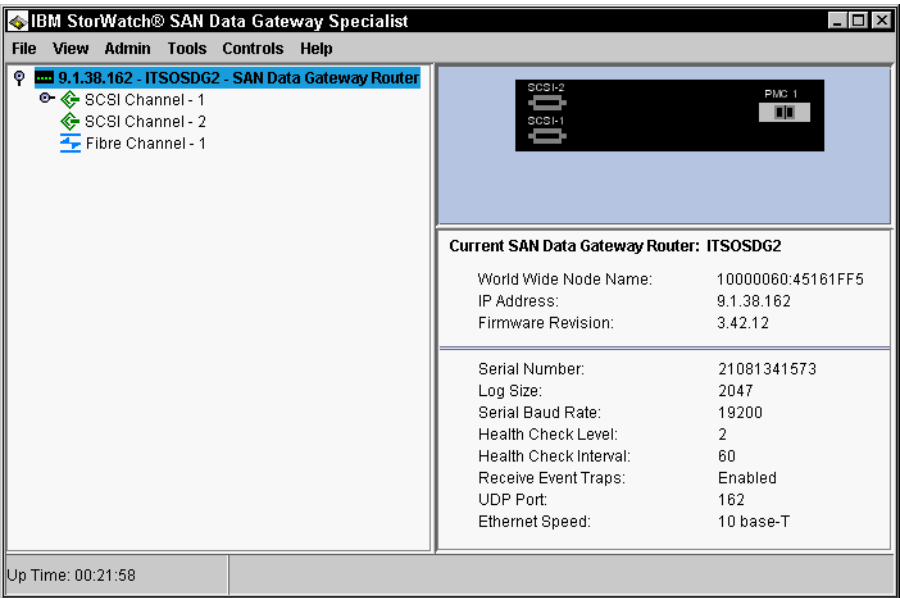 IBM StorWatch® SAN Data Gateway Specialist
File View Admin Tools Controls Help
9.1.38.162 - ITSOSDG2 - SAN Data Gateway Router
SCSI Channel - 1
SCSI Channel - 2
Fibre Channel - 1
SCSI-2
PMC 1
SCSI-1
Current SAN Data Gateway Router: ITSOSDG2
World Wide Node Name: 10000060:45161FF5
IP Address: 9.1.38.162
Firmware Revision: 3.42.12
Serial Number: 21081341573
Log Size: 2047
Serial Baud Rate: 19200
Health Check Level: 2
Health Check Interval: 60
Receive Event Traps: Enabled
UDP Port: 162
Ethernet Speed: 10 base-T
Up Time: 00:21:58